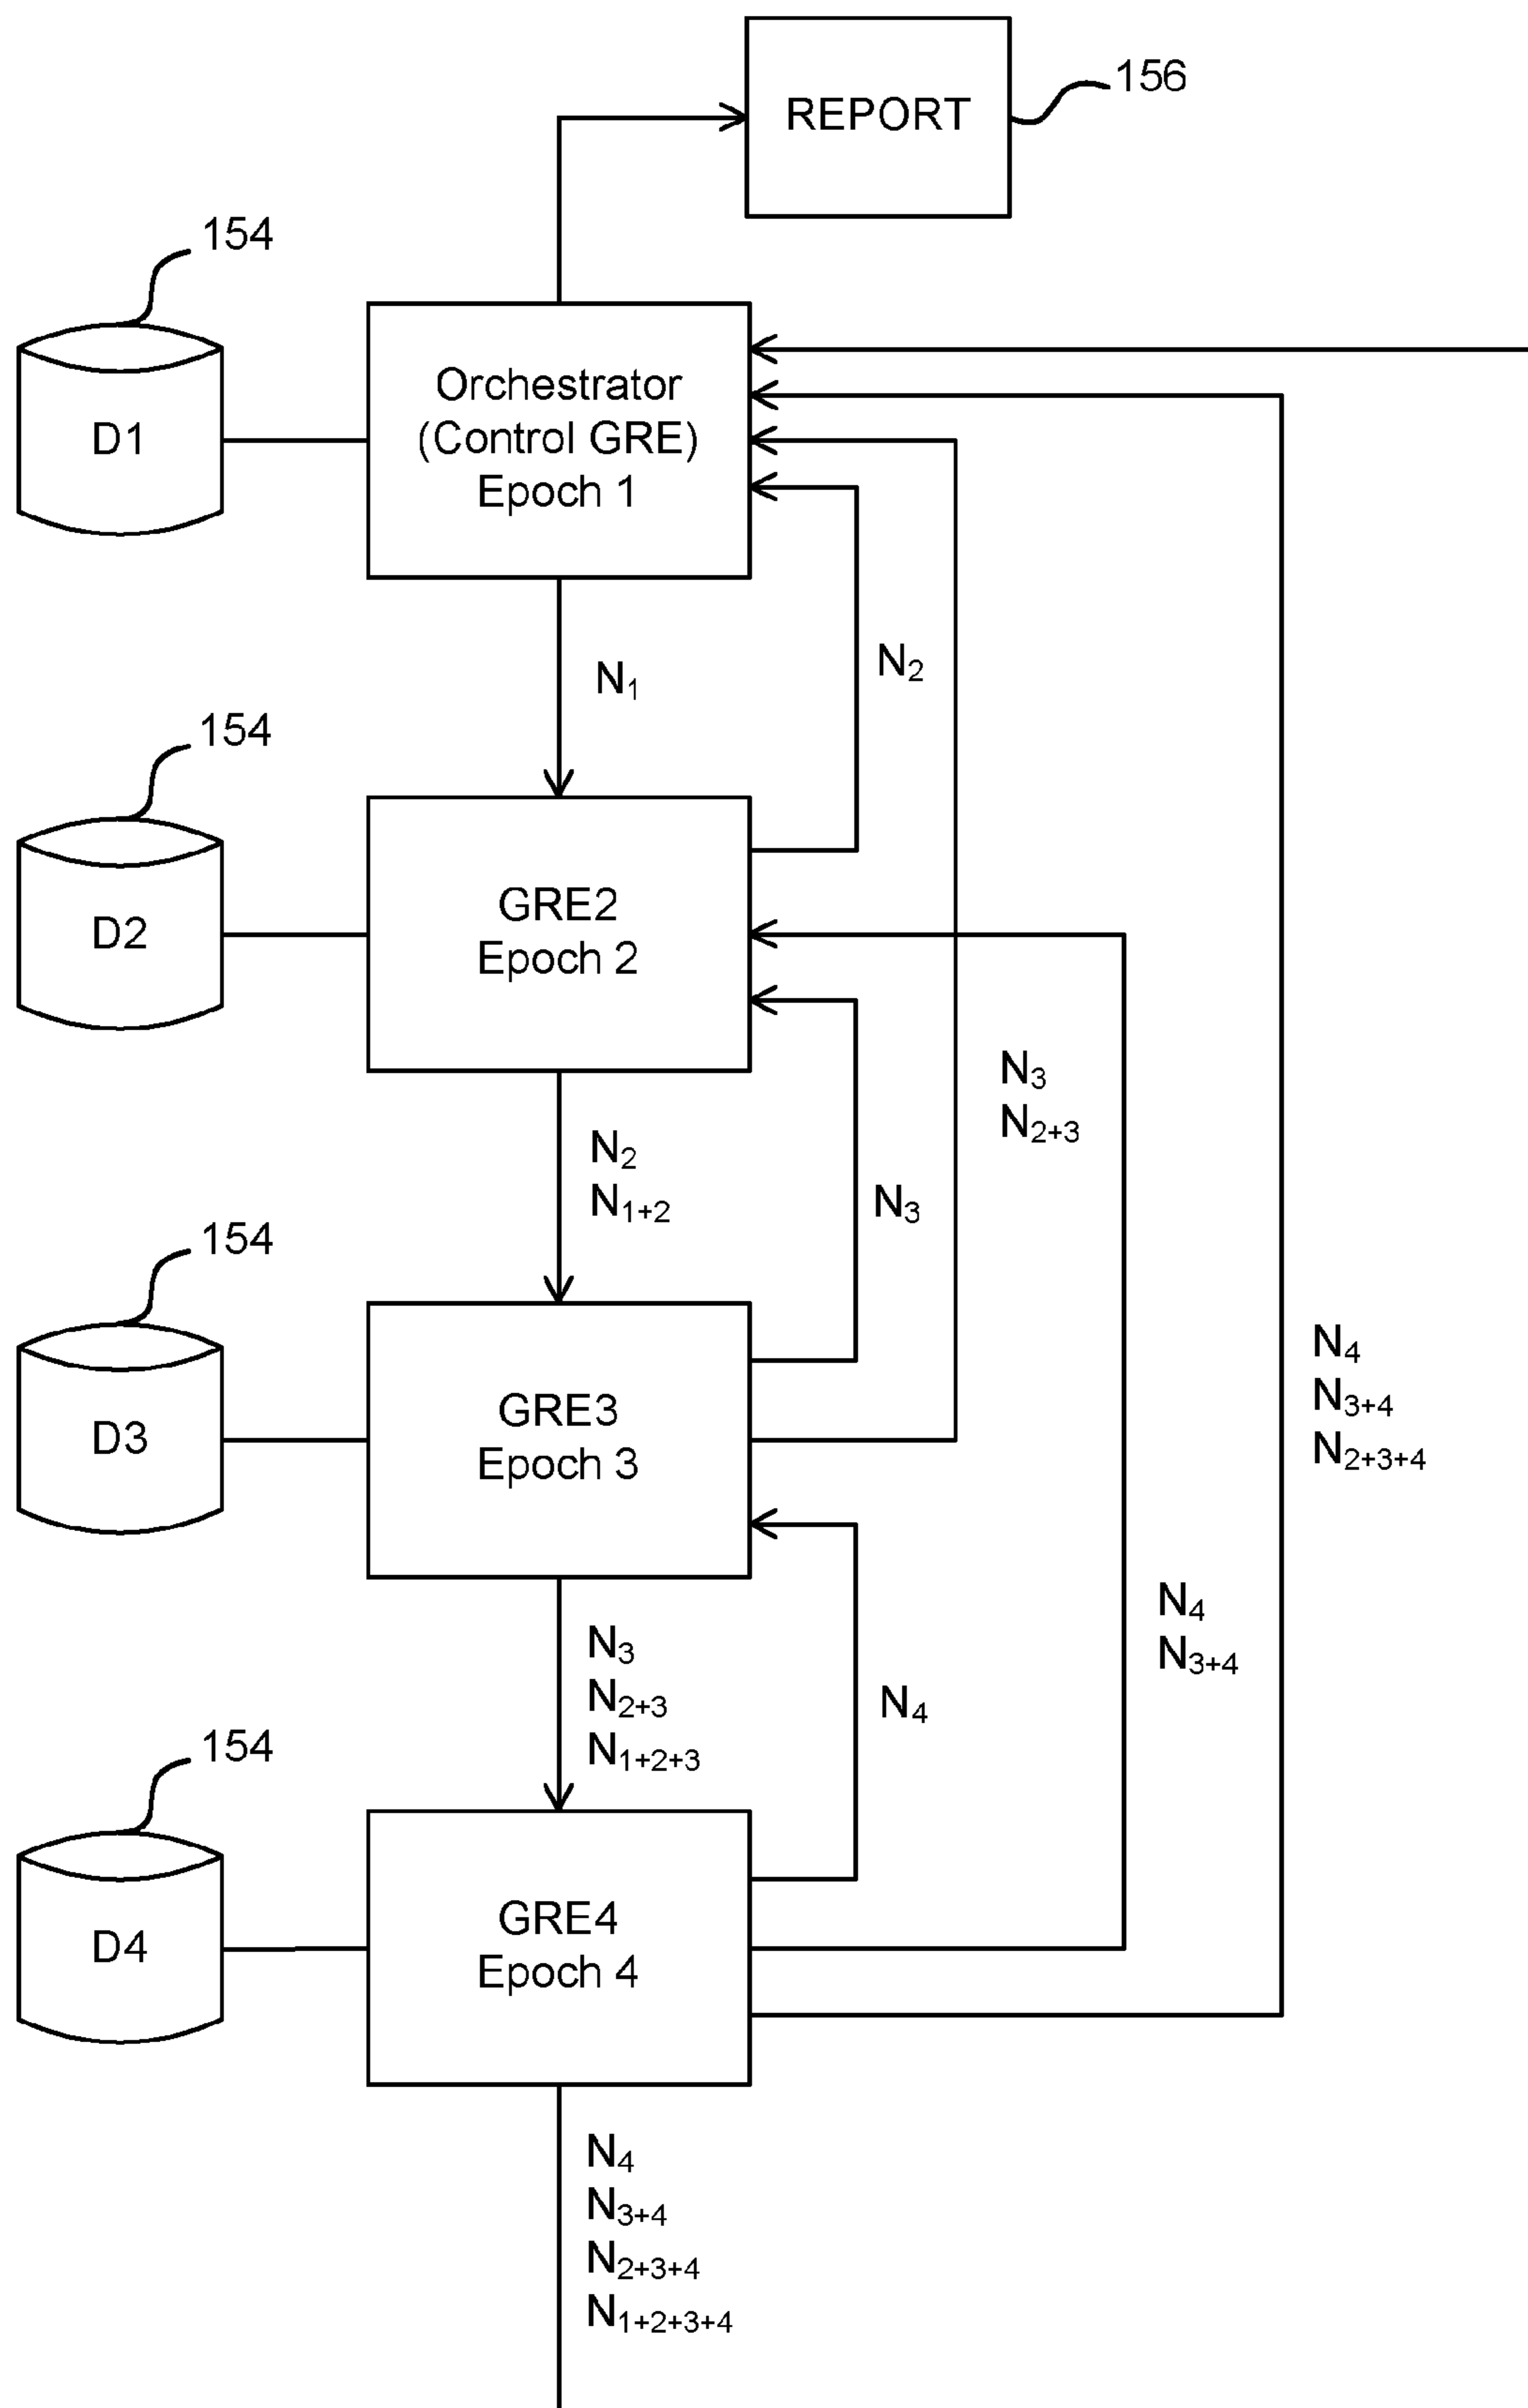 REPORT
156
154
D1
Orchestrator
(Control GRE)
Epoch 1
N₁
N₂
154
D2
GRE2
Epoch 2
N₂
N₁₊₂
N₃
N₃
N₂₊₃
154
D3
GRE3
Epoch 3
N₄
N₃₊₄
N₂₊₃₊₄
N₃
N₂₊₃
N₁₊₂₊₃
N₄
N₄
N₃₊₄
154
D4
GRE4
Epoch 4
N₄
N₃₊₄
N₂₊₃₊₄
N₁₊₂₊₃₊₄